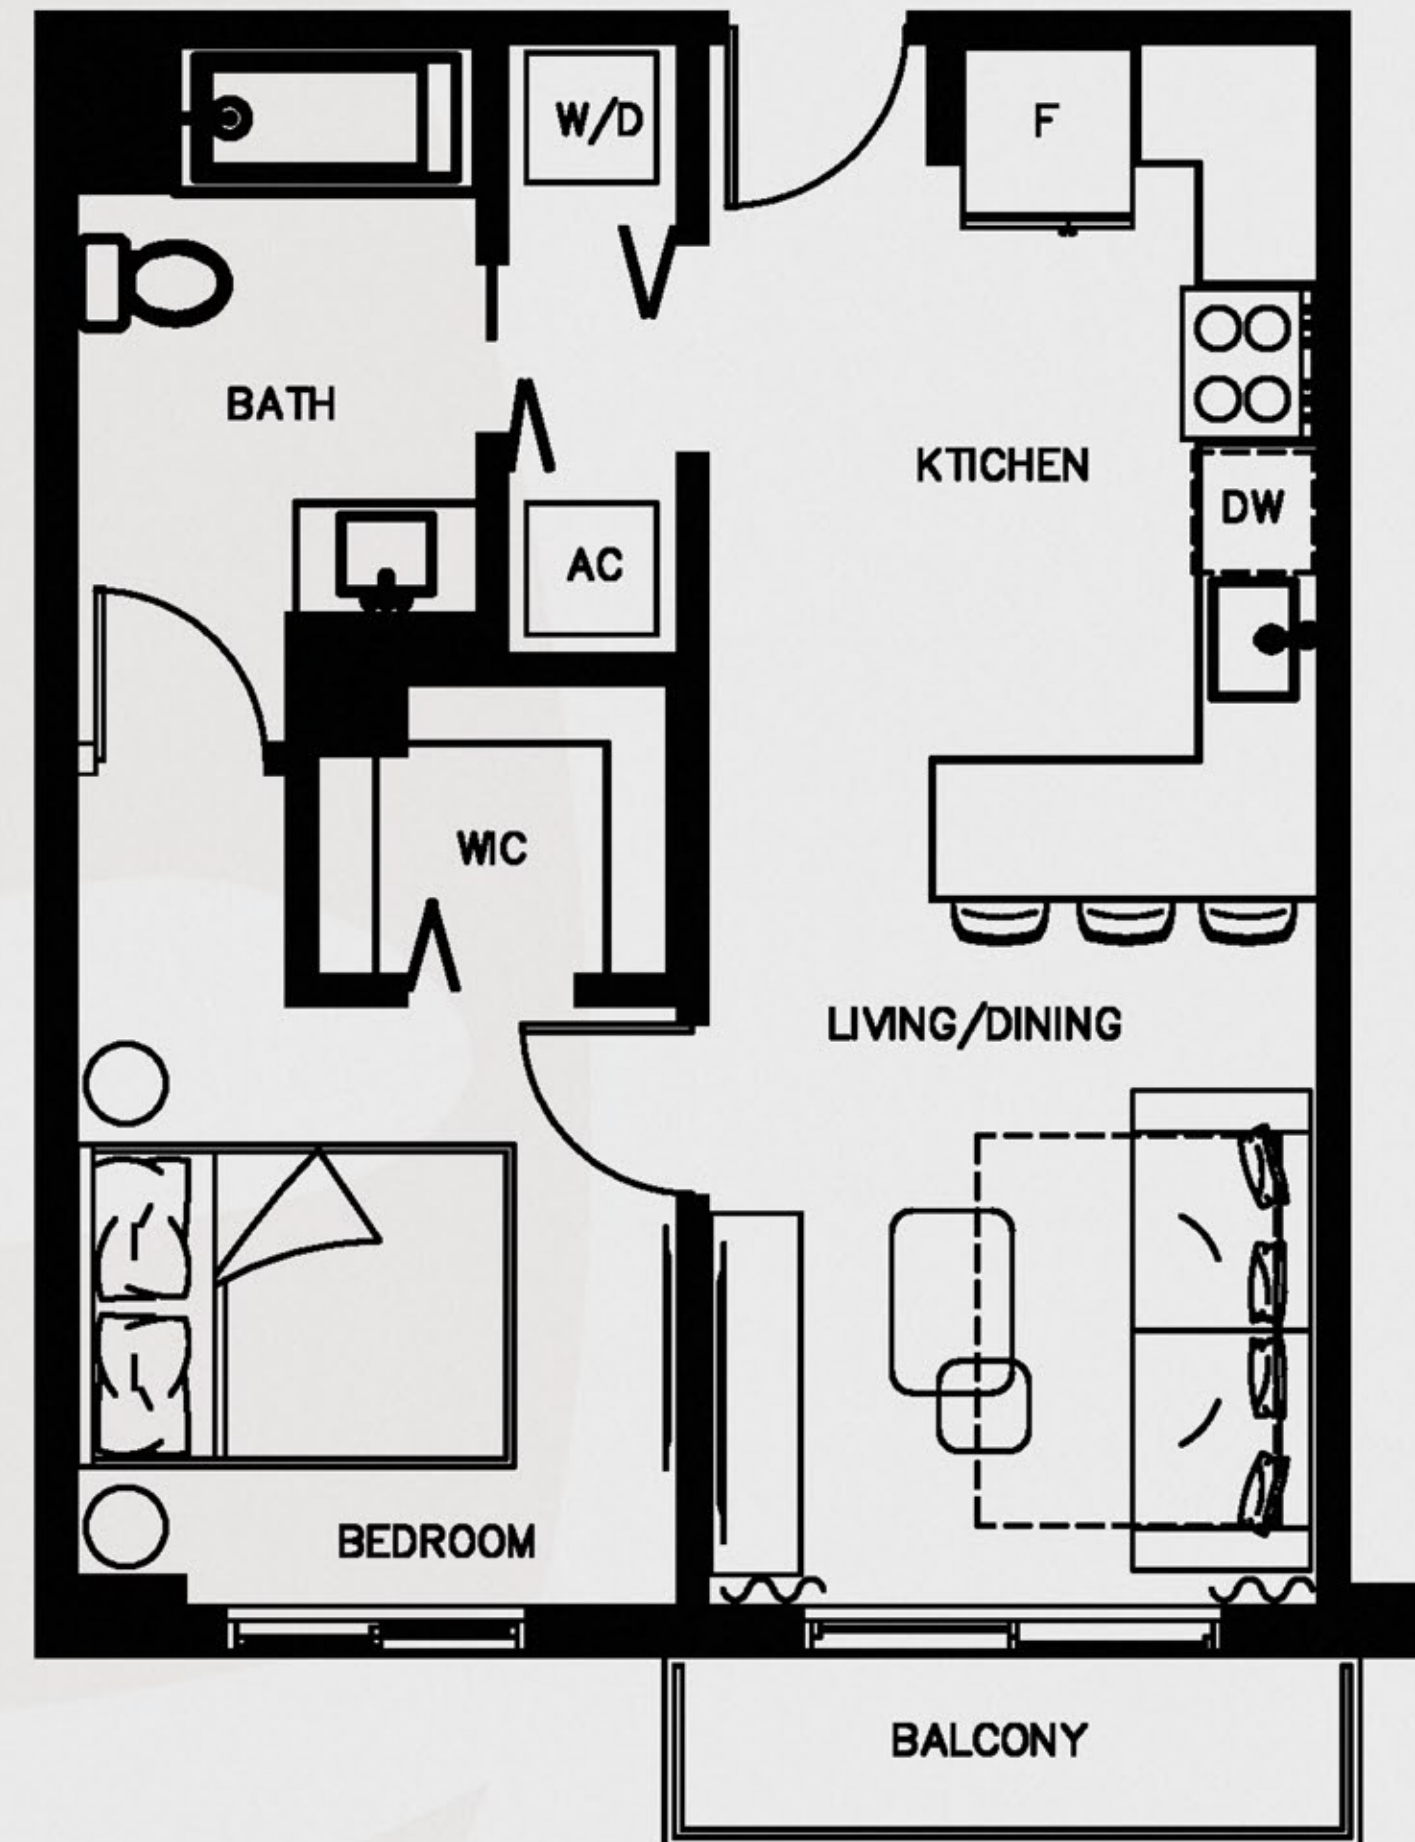 W/D
F
BATH
KTICHEN
DW
AC
WIC
LIVING/DINING
BEDROOM
BALCONY